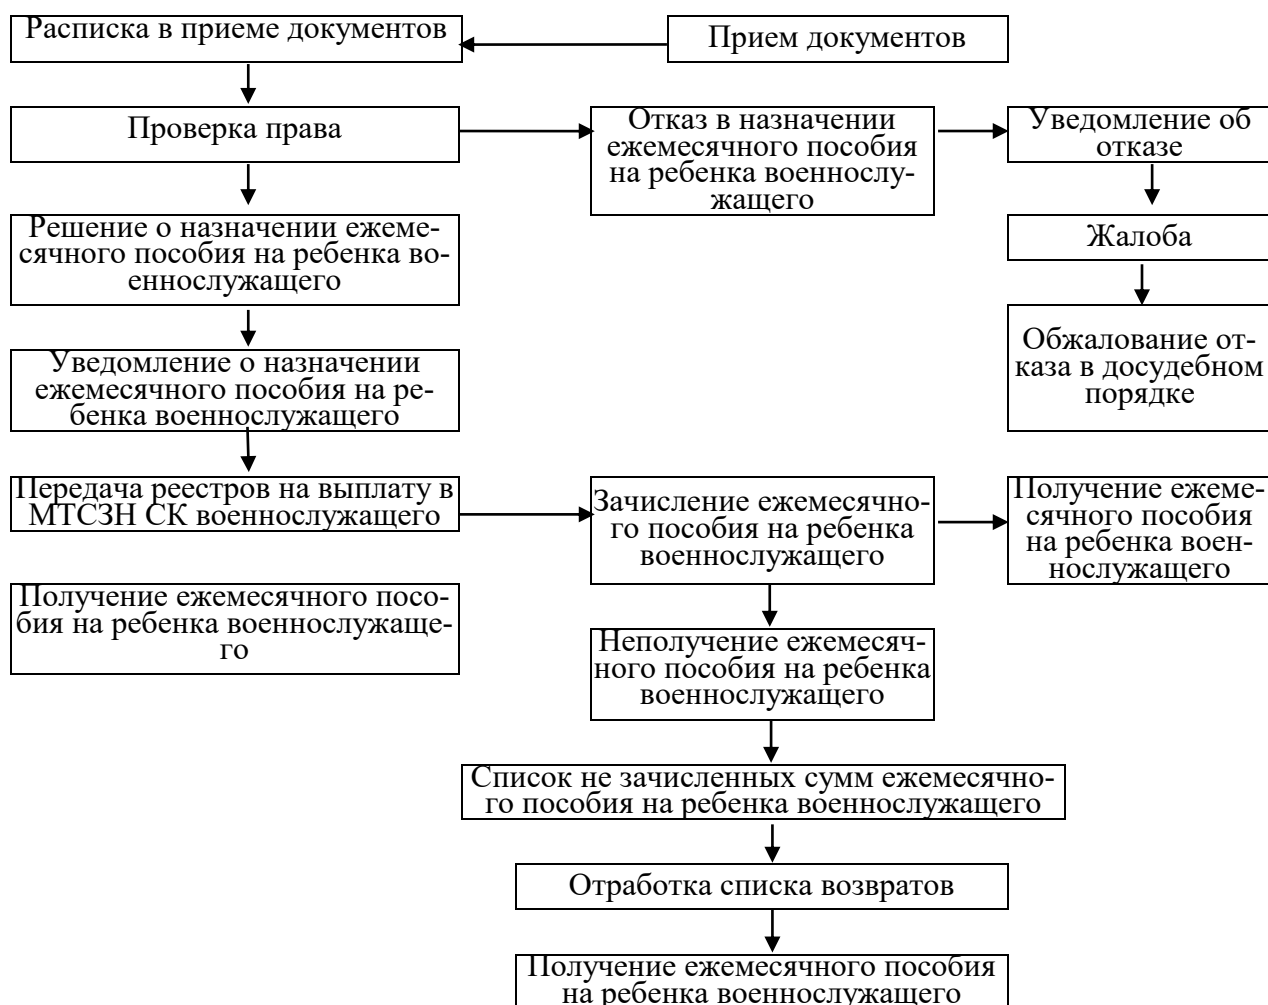 Расписка в приеме документов
Прием документов
Проверка права
Отказ в назначении
ежемесячного пособия
на ребенка военнослу-
жащего
Уведомление об
отказе
Решение о назначении ежеме-
сячного пособия на ребенка во-
еннослужащего
Жалоба
Обжалование от-
каза в досудебном
порядке
Уведомление о назначении
ежемесячного пособия на ре-
бенка военнослужащего
Передача реестров на выплату в
МТСЗН СК военнослужащего
Зачисление ежемесячно-
го пособия на ребенка
военнослужащего
Получение ежеме-
сячного пособия
на ребенка воен-
нослужащего
Получение ежемесячного посо-
бия на ребенка военнослужаще-
го
Неполучение ежемесяч-
ного пособия на ребенка
военнослужащего
Список не зачисленных сумм ежемесячно-
го пособия на ребенка военнослужащего
Отработка списка возвратов
Получение ежемесячного пособия
на ребенка военнослужащего